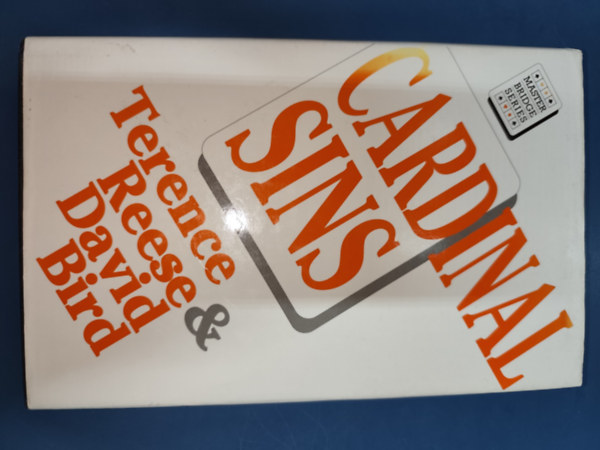 MASTER
BRIDGE
SERIES
CARDINAL
SINS
Terence
Reese &
David
Bird